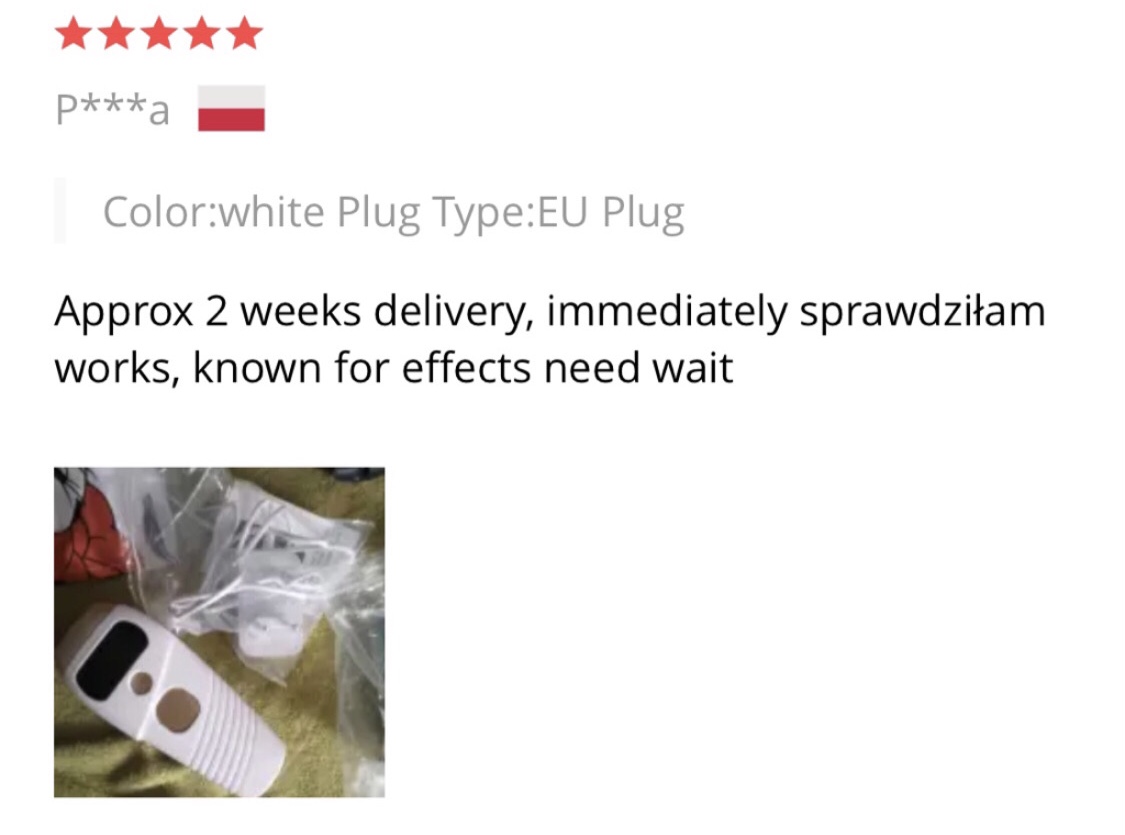 P***a
Color:white Plug Type:EU Plug
Approx 2 weeks delivery, immediately sprawdziłam
works, known for effects need wait